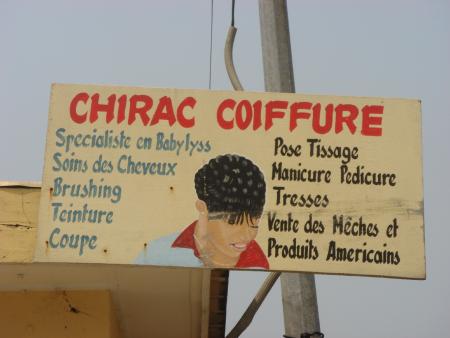 CHIRAC COIFFURE
Specialiste en Babylyss
Soins des Cheveux
Brushing
Teinture
Coupe
Pose Tissage
Manicure Pedicure
Tresses
Vente des Mêches et
Produits Americains